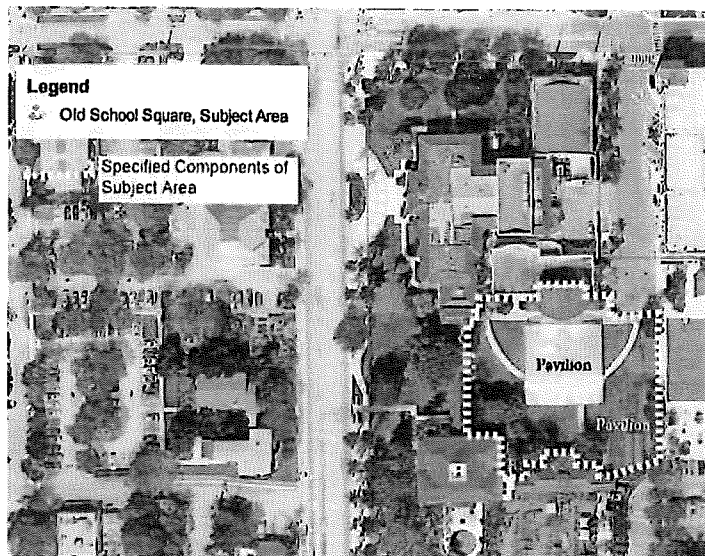 Legend
Old School Square, Subject Area
Specified Components of
Subject Area
Pavilion
Pavilion